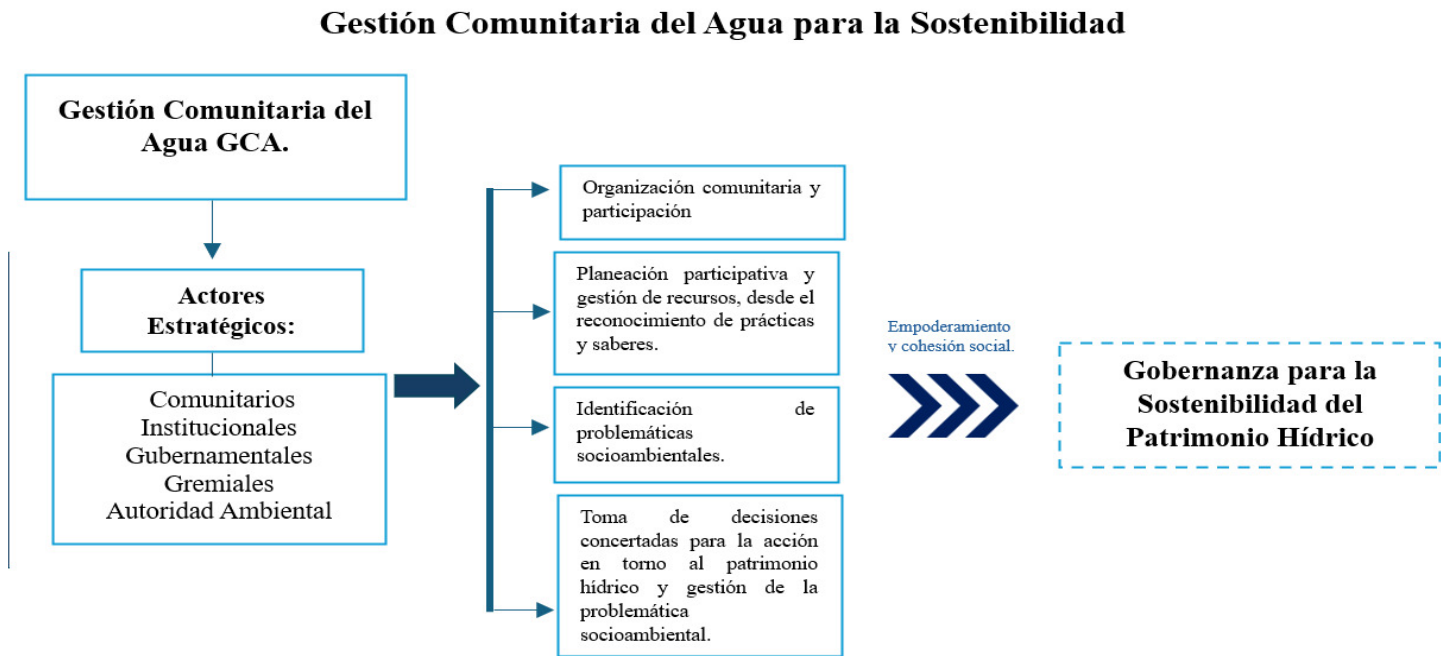 Gestión Comunitaria del Agua para la Sostenibilidad
Gestión Comunitaria del
Agua GCA.
Actores
Estratégicos:
Comunitarios
Institucionales
Gubernamentales
Gremiales
Autoridad Ambiental
Organización comunitaria y
participación
Planeación participativa y
gestión de recursos, desde el
reconocimiento de prácticas
y saberes.
Identificación de
problemáticas
socioambientales.
Toma de decisiones
concertadas para la acción
en torno al patrimonio
hídrico y gestión de la
problemática
socioambiental.
Empoderamiento
y cohesión social.
Gobernanza para la
Sostenibilidad del
Patrimonio Hídrico